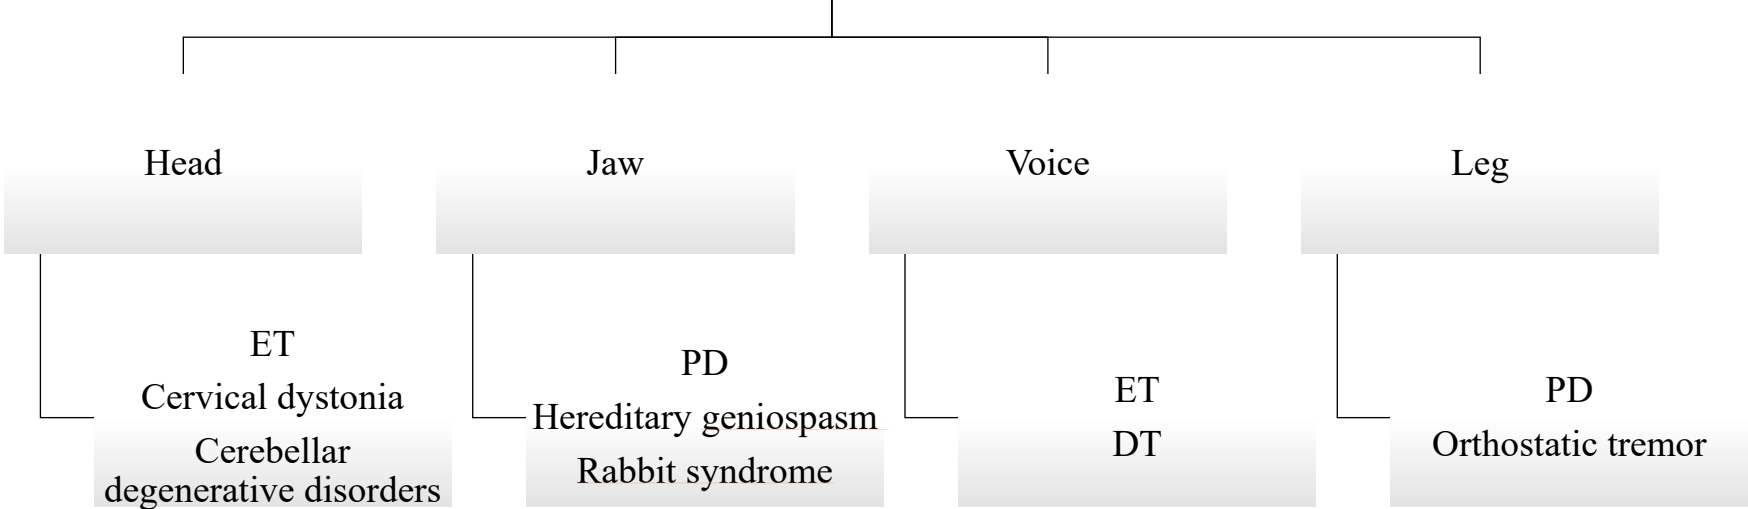 Head
Jaw
Voice
Leg
ET
Cervical dystonia
Cerebellar
degenerative disorders
PD
Hereditary geniospasm
Rabbit syndrome
ET
DT
PD
Orthostatic tremor